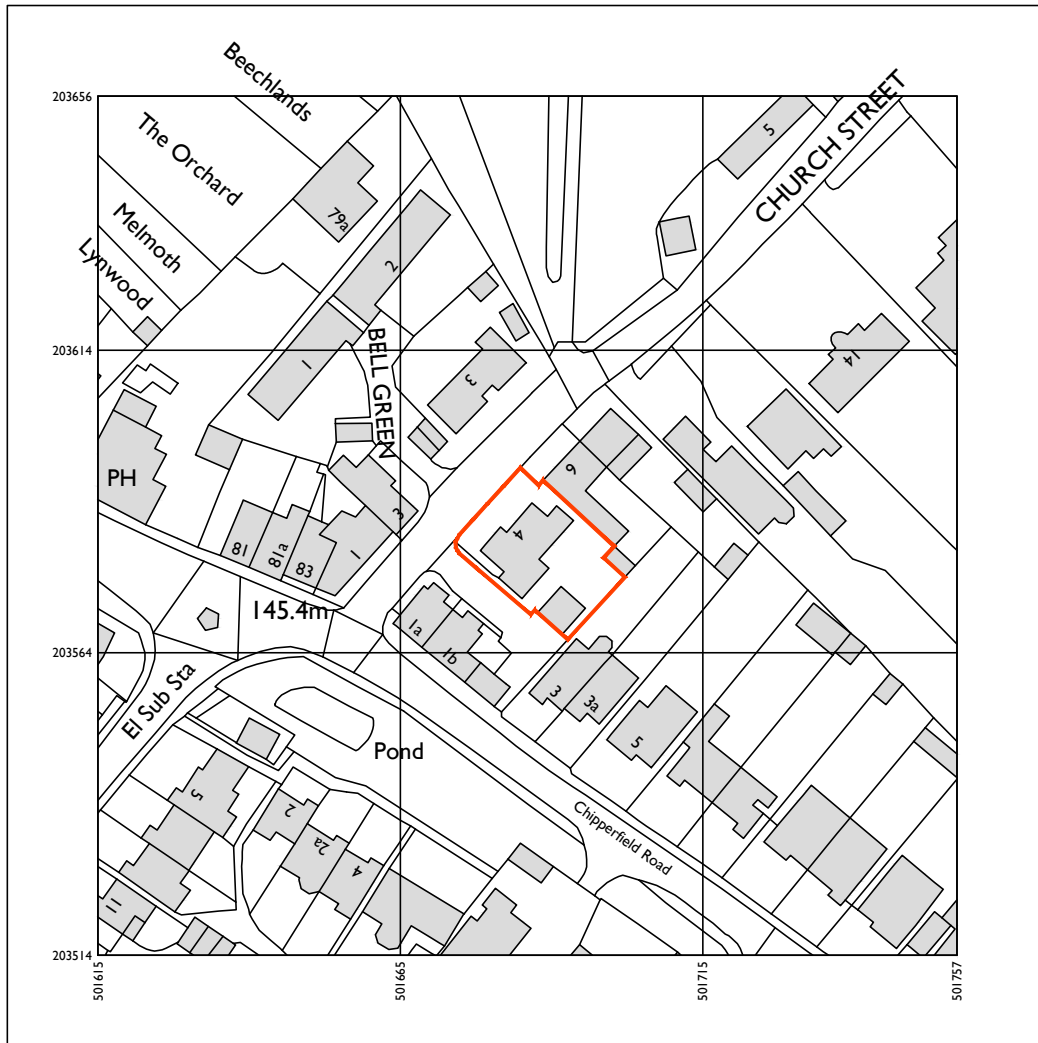 Beechlands
203656
The Orchard
5
CHURCH STREET
79a
Melmoth
Lynwood
2
203614
BELL GREEN
1
3
14
PH
6
4
3
81
81a
83
1
145.4m
1a
1b
203564
3
3a
El Sub Sta
5
Pond
5
2
2a
4
Chipperfield Road
11
203514
501615
501665
501715
501757